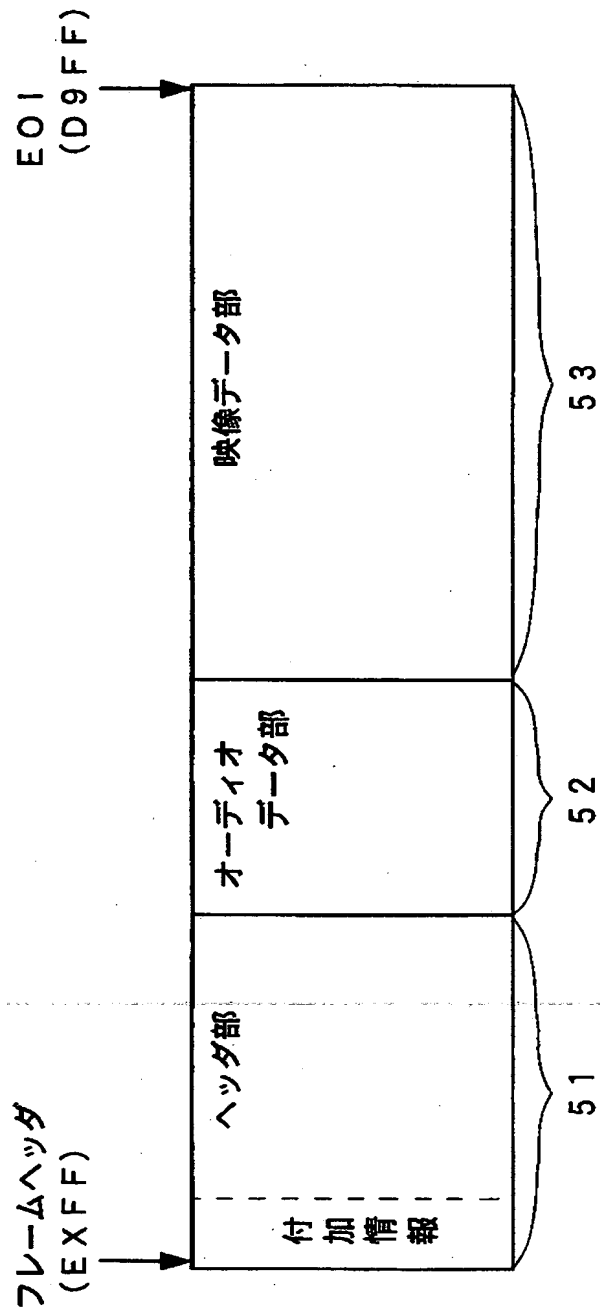 フレームヘッダ
(EXFF)
EOI
(D9FF)
付加情報
ヘッダ部
オーディオ
データ部
映像データ部
51
52
53